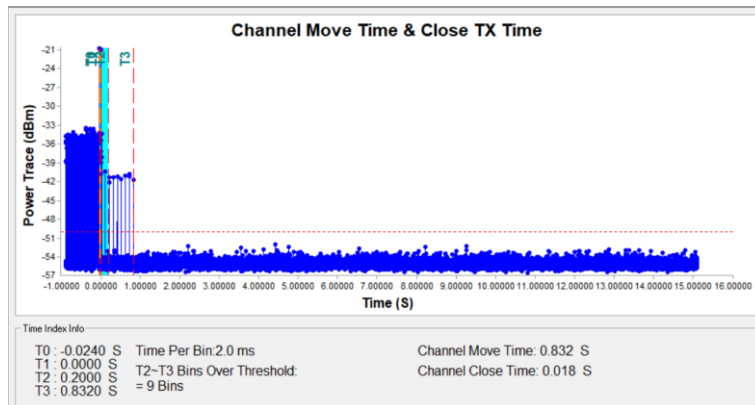 Channel Move Time & Close TX Time
Power Trace (dBm)
-21
-24
-27
-30
-33
-36
-39
-42
-45
-48
-51
-54
-57
T3
-1.00000 0.00000 1.00000 2.00000 3.00000 4.00000 5.00000 6.00000 7.00000 8.00000 9.00000 10.00000 11.00000 12.00000 13.00000 14.00000 15.00000 16.00000
Time (S)
Time Index Info
T0 : -0.0240 S
T1 : 0.0000 S
T2 : 0.2000 S
T3 : 0.8320 S
Time Per Bin:2.0 ms
T2~T3 Bins Over Threshold:
= 9 Bins
Channel Move Time: 0.832 S
Channel Close Time: 0.018 S